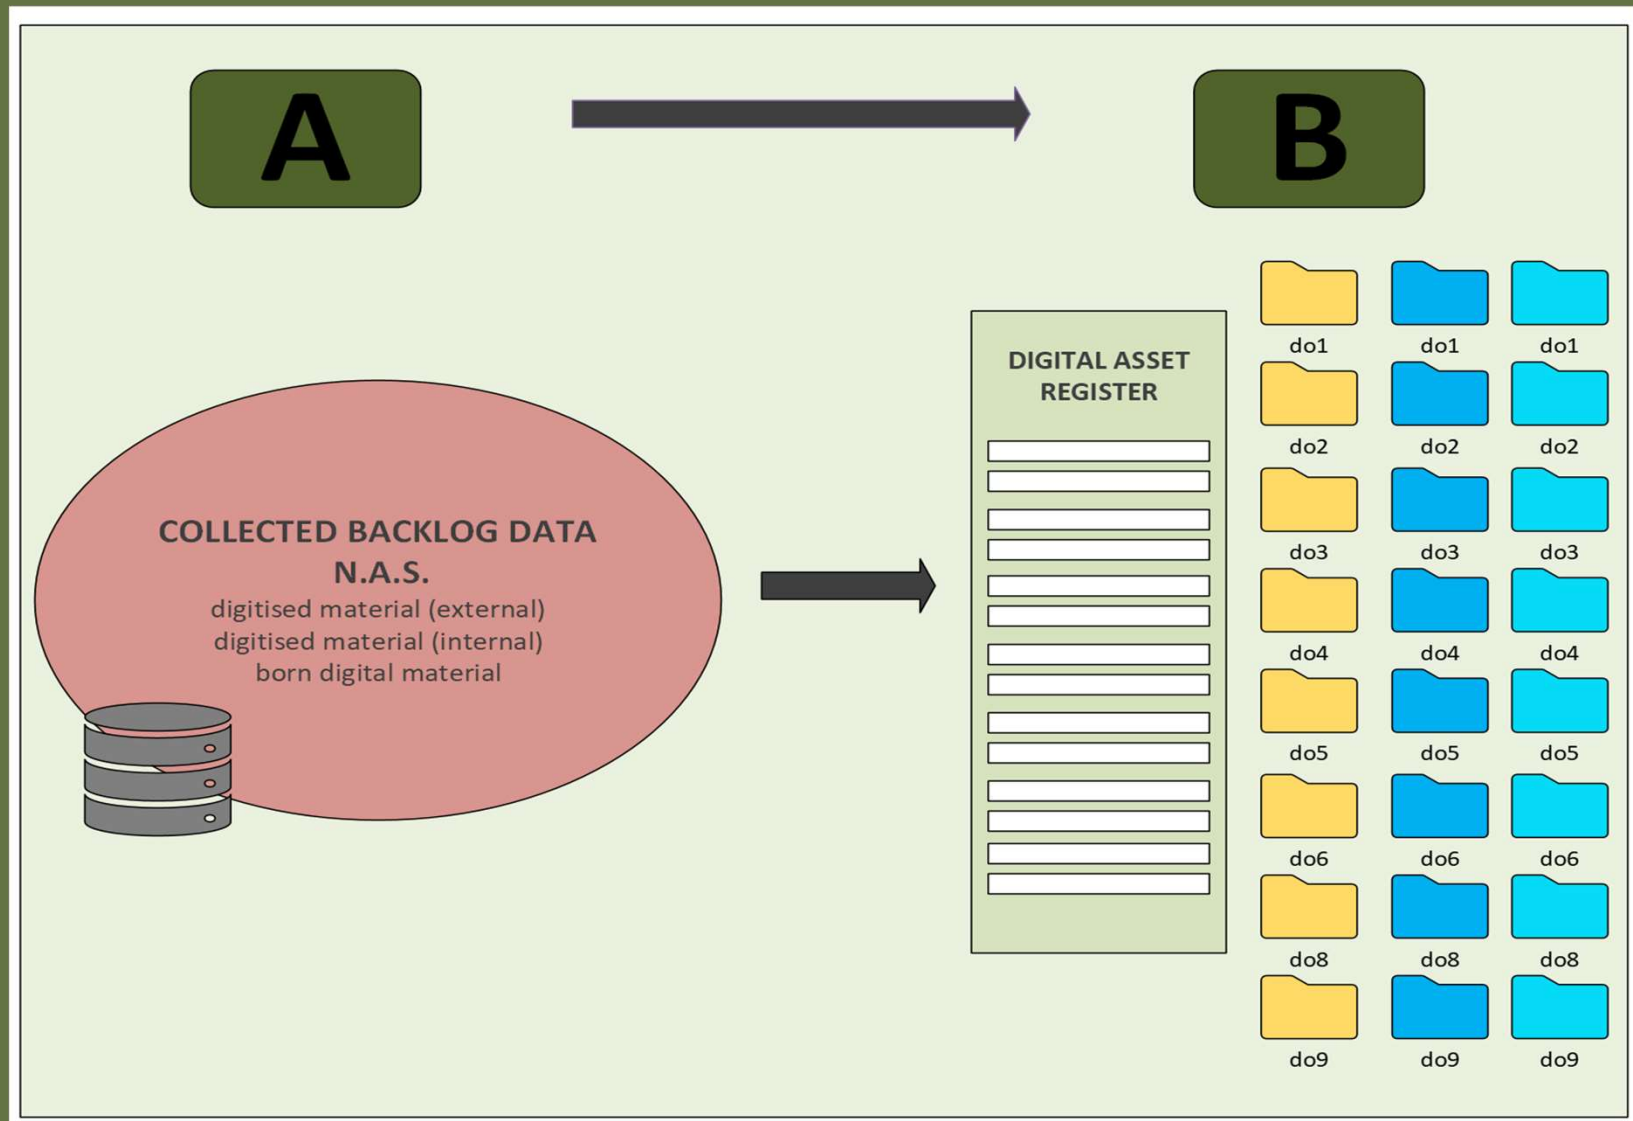 A
B
COLLECTED BACKLOG DATA
N.A.S.
digitised material (external)
digitised material (internal)
born digital material
DIGITAL ASSET
REGISTER
do1 do1 do1
do2 do2 do2
do3 do3 do3
do4 do4 do4
do5 do5 do5
do6 do6 do6
do8 do8 do8
do9 do9 do9